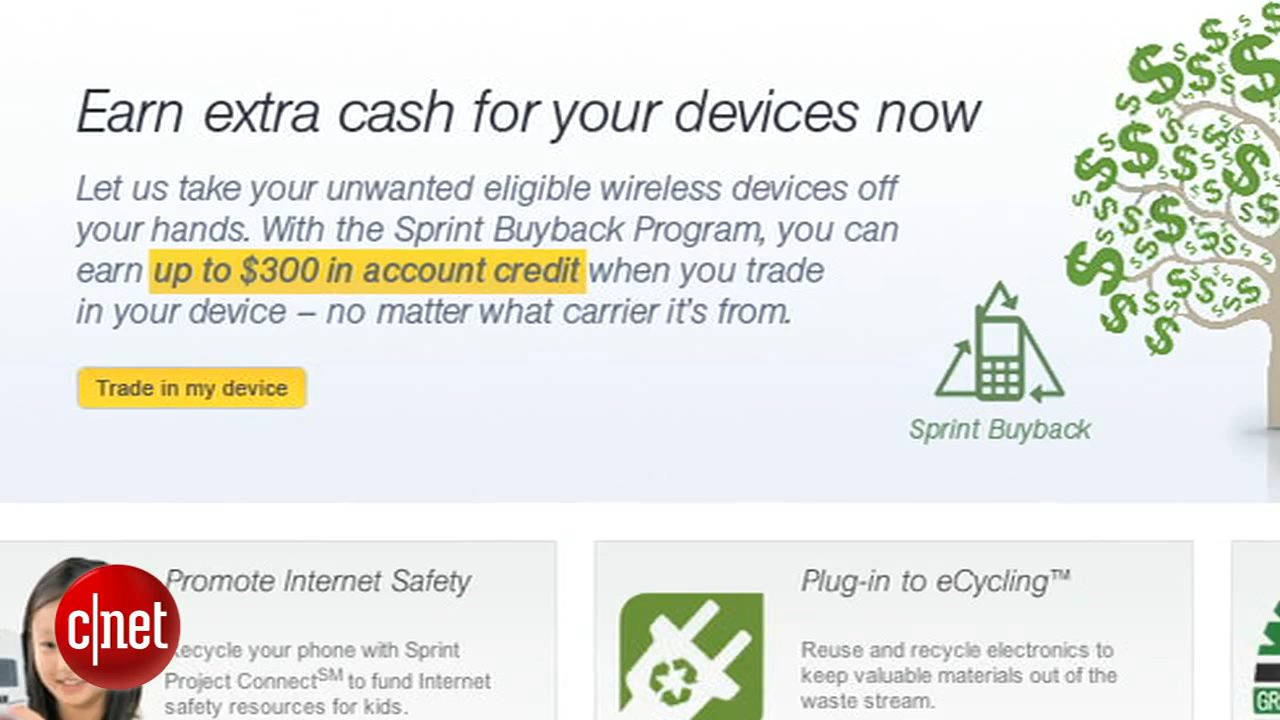 Earn extra cash for your devices now
Let us take your unwanted eligible wireless devices off
your hands. With the Sprint Buyback Program, you can
earn up to $300 in account credit when you trade
in your device – no matter what carrier it's from.
Trade in my device
Sprint Buyback
Promote Internet Safety
Recycle your phone with Sprint
Project Connect℠ to fund Internet
safety resources for kids.
c|net
Plug-in to eCycling™
Reuse and recycle electronics to
keep valuable materials out of the
waste stream.